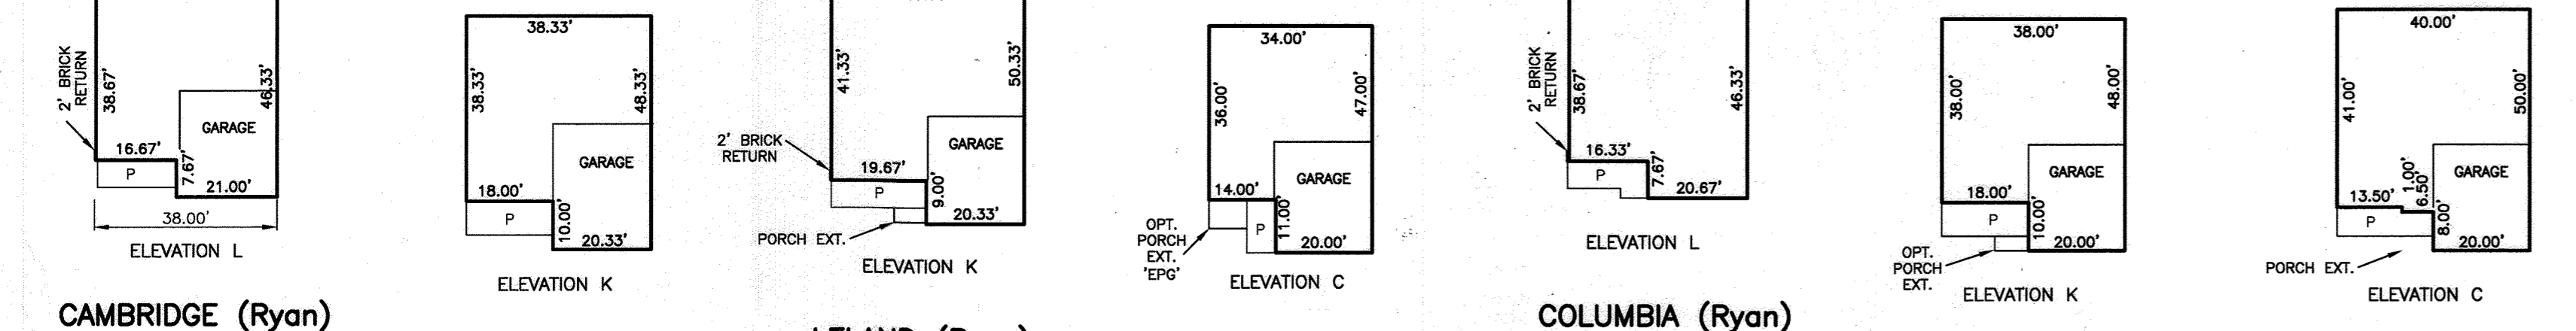 2' BRICK
RETURN
38.67'
46.33'
GARAGE
16.67'
P
7.67'
21.00'
38.00'
ELEVATION L
CAMBRIDGE (Ryan)
38.33'
38.33'
48.33'
GARAGE
18.00'
P
10.00'
20.33'
ELEVATION K
41.33'
50.33'
2' BRICK
RETURN
GARAGE
19.67'
P
9.00'
20.33'
PORCH EXT.
ELEVATION K
(Ryan)
34.00'
36.00'
47.00'
GARAGE
14.00'
P
11.00'
20.00'
OPT.
PORCH
EXT.
'EPG'
ELEVATION C
2' BRICK
RETURN
38.67'
46.33'
16.33'
P
7.67'
20.67'
ELEVATION L
COLUMBIA (Ryan)
38.00'
38.00'
48.00'
GARAGE
18.00'
P
10.00'
20.00'
OPT.
PORCH
EXT.
ELEVATION K
40.00'
41.00'
50.00'
GARAGE
13.50'
1.00'
6.50'
P
8.00'
20.00'
PORCH EXT.
ELEVATION C